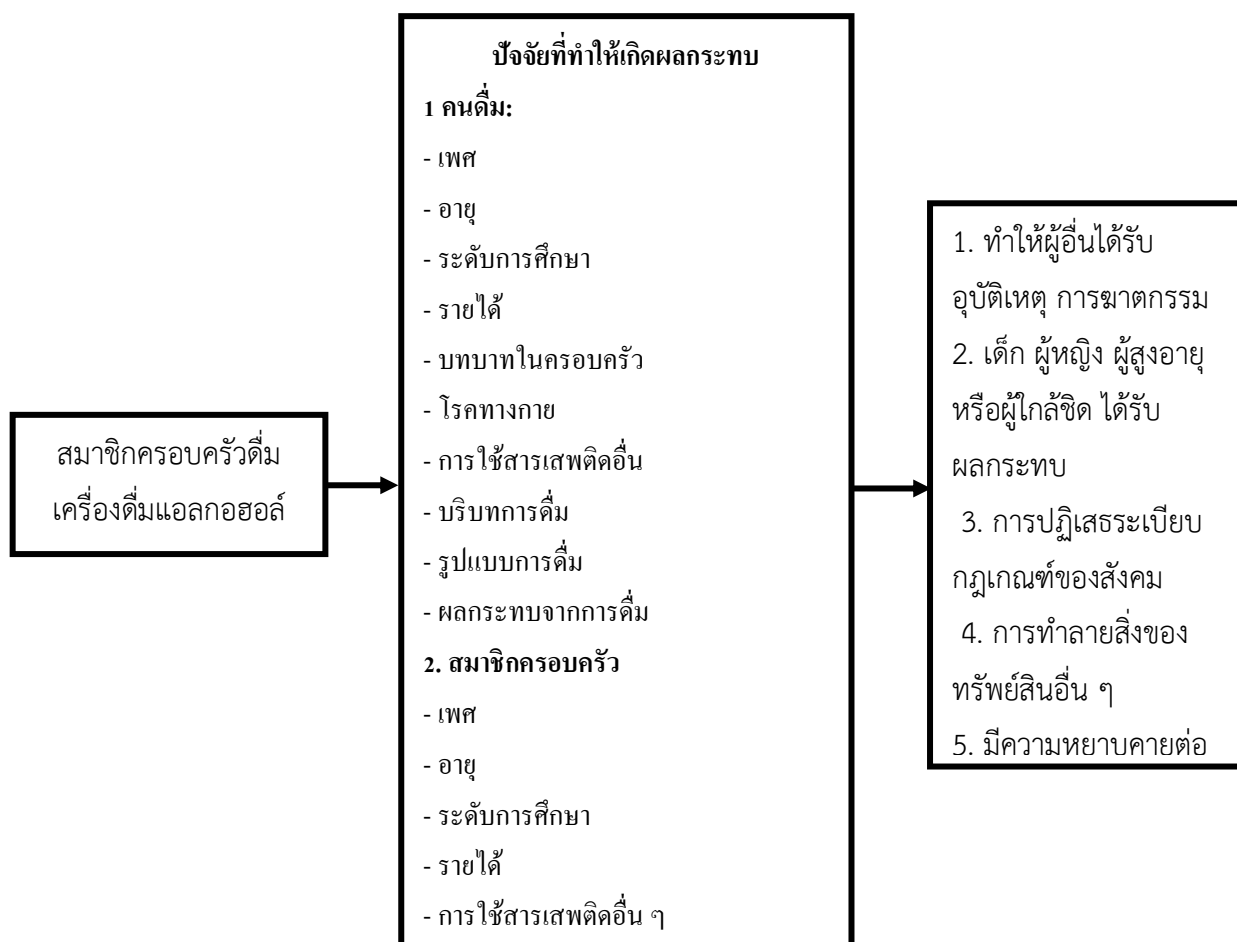 สมาชิกครอบครัวดื่ม
เครื่องดื่มแอลกอฮอล์
ปัจจัยที่ทำให้เกิดผลกระทบ
1 คนดื่ม:
- เพศ
- อายุ
- ระดับการศึกษา
- รายได้
- บทบาทในครอบครัว
- โรคทางกาย
- การใช้สารเสพติดอื่น
- บริบทการดื่ม
- รูปแบบการดื่ม
- ผลกระทบจากการดื่ม
2. สมาชิกครอบครัว
- เพศ
- อายุ
- ระดับการศึกษา
- รายได้
- การใช้สารเสพติดอื่น ๆ
1. ทำให้ผู้อื่นได้รับ
อุบัติเหตุ การฆาตกรรม
2. เด็ก ผู้หญิง ผู้สูงอายุ
หรือผู้ใกล้ชิด ได้รับ
ผลกระทบ
3. การปฏิเสธระเบียบ
กฎเกณฑ์ของสังคม
4. การทำลายสิ่งของ
ทรัพย์สินอื่น ๆ
5. มีความหยาบคายต่อ